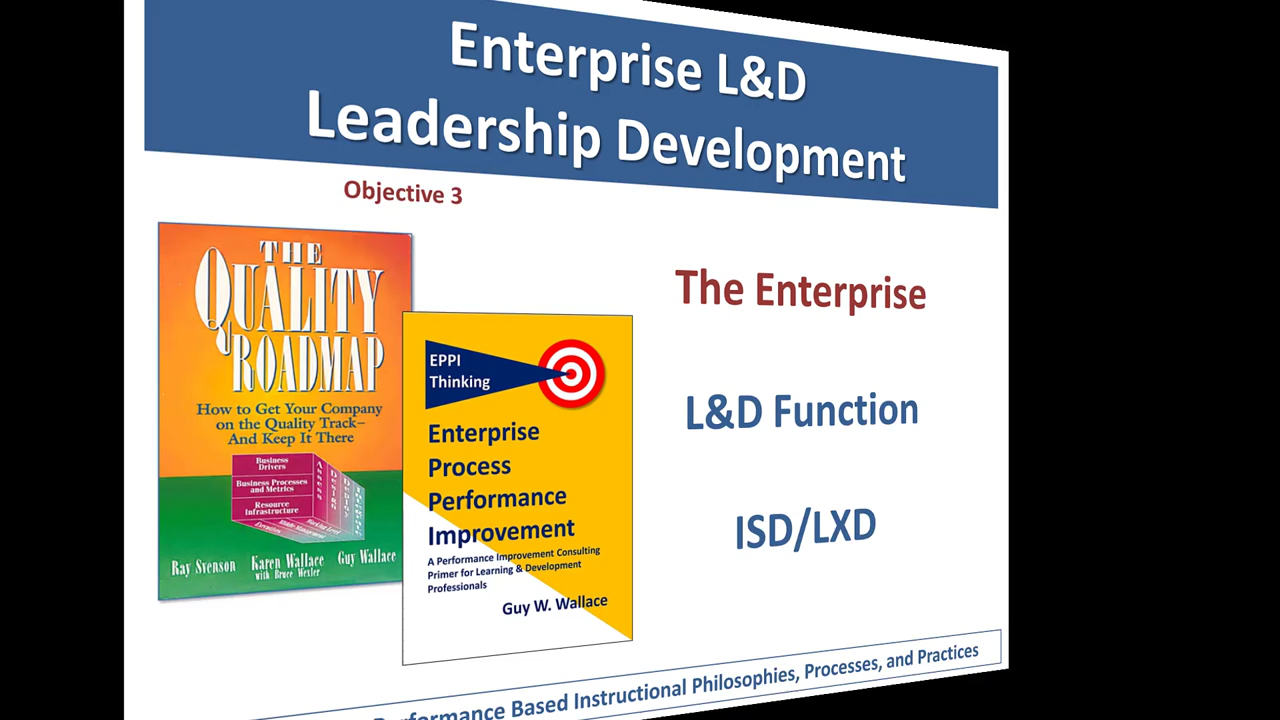 Enterprise L&D
Leadership Development
Objective 3
THE
QUALITY
ROADMAP
How to Get Your Company
on the Quality Track–
And Keep It There
Business
Drivers
Business Processes
and Metrics
Resource
Infrastructure
Ray Svenson Karen Wallace Guy Wallace
with Bruce Wexler
EPPI
Thinking
Enterprise
Process
Performance
Improvement
A Performance Improvement Consulting
Primer for Learning & Development
Professionals
Guy W. Wallace
The Enterprise
L&D Function
ISD/LXD
Performance Based Instructional Philosophies, Processes, and Practices